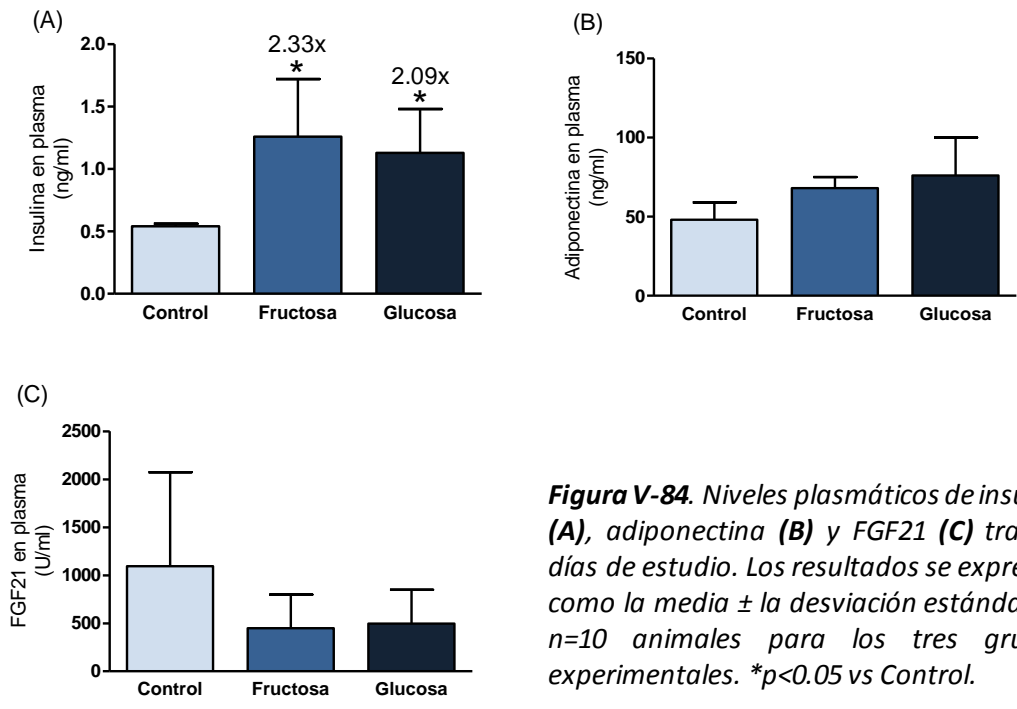 (A)
2.33x
2.09x
*
*
Insulina en plasma
(ng/ml)
2.0
1.5
1.0
0.5
0.0
Control Fructosa Glucosa
(B)
Adiponectina en plasma
(ng/ml)
150
100
50
0
Control Fructosa Glucosa
(C)
FGF21 en plasma
(U/ml)
2500
2000
1500
1000
500
0
Control Fructosa Glucosa
Figura V-84. Niveles plasmáticos de insu
(A), adiponectina (B) y FGF21 (C) tra
días de estudio. Los resultados se expre
como la media ± la desviación estánda
n=10 animales para los tres gru
experimentales. *p<0.05 vs Control.